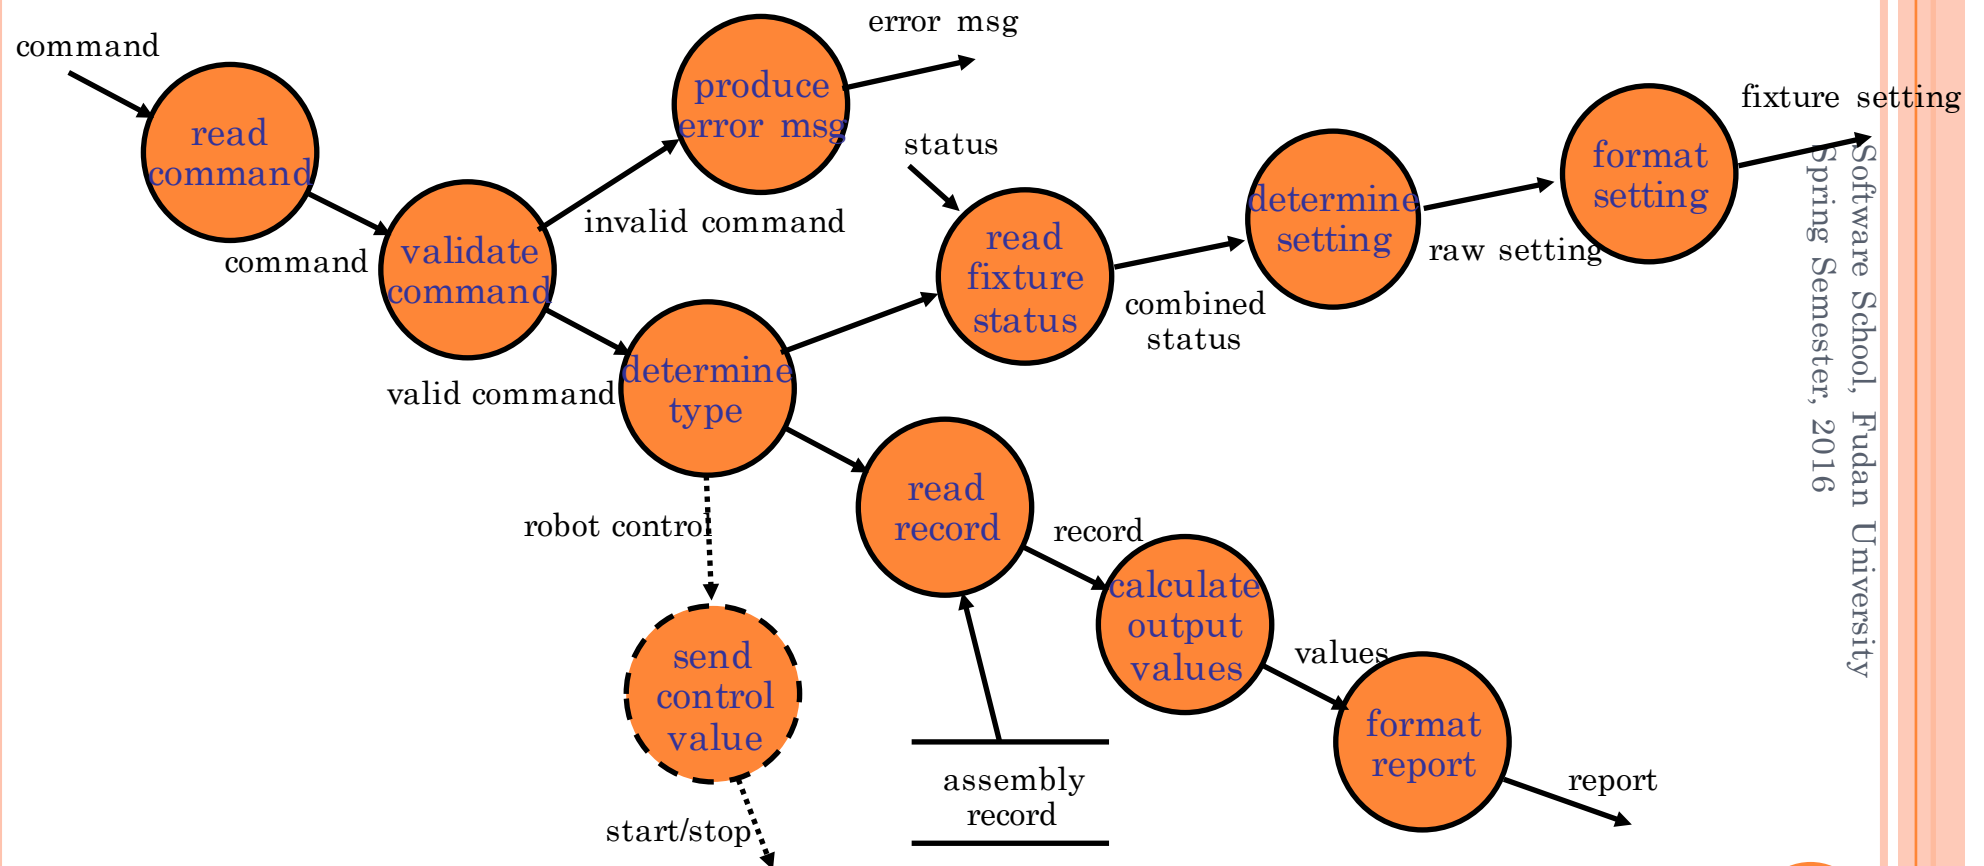 command
read
command
command
validate
command
invalid command
produce
error msg
error msg
valid command
determine
type
status
read
fixture
status
combined
status
determine
setting
raw setting
format
setting
fixture setting
robot control
send
control
value
start/stop
read
record
assembly
record
record
calculate
output
values
values
format
report
report
Software School, Fudan University
Spring Semester, 2016